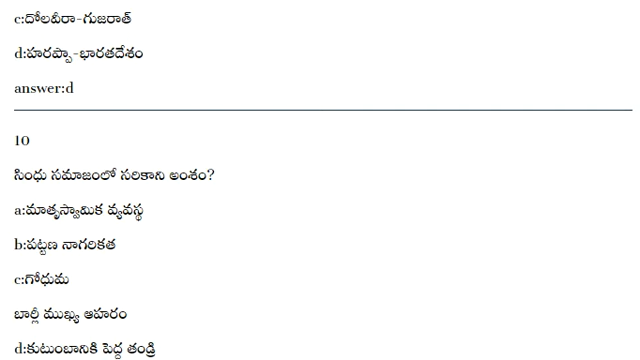 c:దోలవీరా-గుజరాత్
d:హరప్పా-భారతదేశం
answer:d
10
సింధు సమాజంలో సరికాని అంశం?
a:మాతృస్వామిక వ్యవస్థ
b:పట్టణ నాగరికత
c:గోధుమ
బార్లీ ముఖ్య ఆహారం
d:కుటుంబానికి పెద్ద తండ్రి